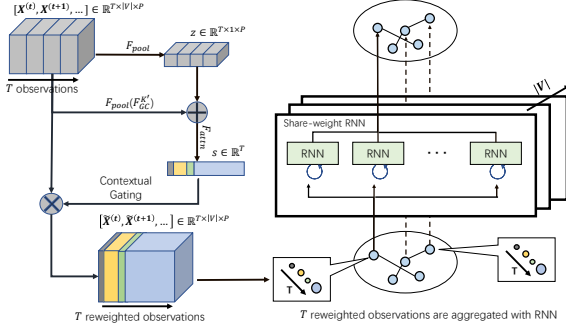 [𝑿^(t), 𝑿^(t+1), …] ∈ ℝ^{T×|V|×P}
z ∈ ℝ^{T×1×P}
F_pool
T observations
F_pool(F_GC^{K'})
F_attn
s ∈ ℝ^T
Contextual
Gating
[𝑿̃^(t), 𝑿̃^(t+1), …] ∈ ℝ^{T×|V|×P}
T reweighted observations
|V|
Share-weight RNN
RNN
RNN
· · ·
RNN
T
T
T reweighted observations are aggregated with RNN